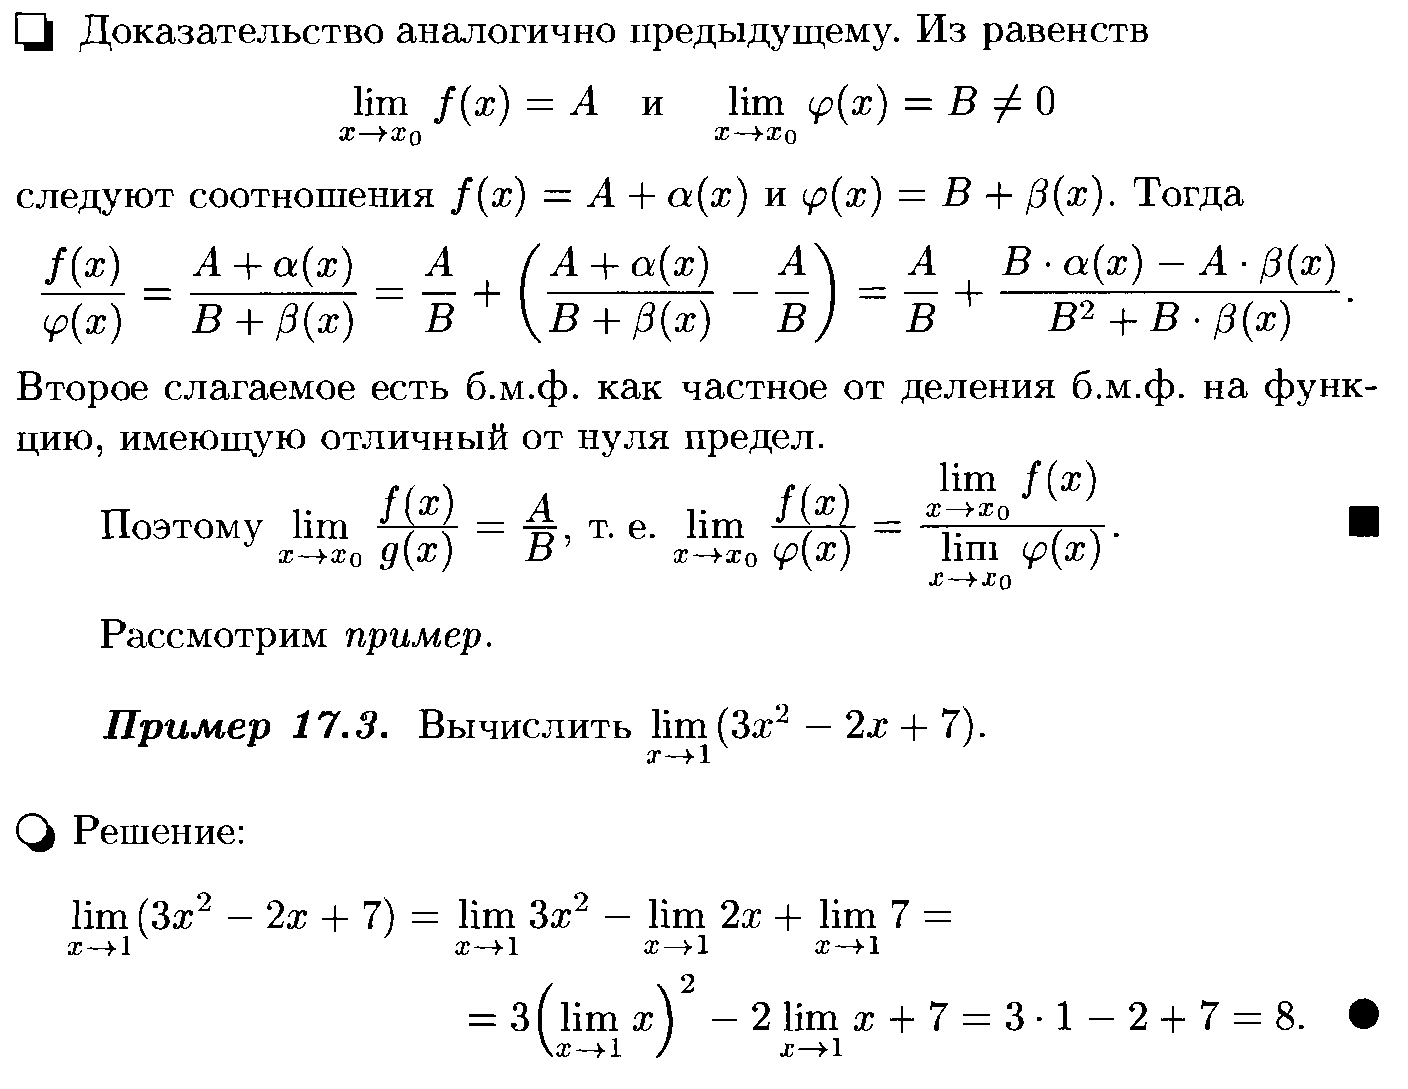 Доказательство аналогично предыдущему. Из равенств
lim_{x→x₀} f(x) = A и lim_{x→x₀} φ(x) = B ≠ 0
следуют соотношения f(x) = A + α(x) и φ(x) = B + β(x). Тогда
f(x)/φ(x) = (A + α(x))/(B + β(x)) = A/B + ((A + α(x))/(B + β(x)) − A/B) = A/B + (B · α(x) − A · β(x))/(B² + B · β(x)).
Второе слагаемое есть б.м.ф. как частное от деления б.м.ф. на функ-
цию, имеющую отличный от нуля предел.
Поэтому lim_{x→x₀} f(x)/g(x) = A/B, т. е. lim_{x→x₀} f(x)/φ(x) = lim_{x→x₀} f(x) / lim_{x→x₀} φ(x).
Рассмотрим пример.
Пример 17.3. Вычислить lim_{x→1} (3x² − 2x + 7).
Решение:
lim_{x→1} (3x² − 2x + 7) = lim_{x→1} 3x² − lim_{x→1} 2x + lim_{x→1} 7 =
= 3(lim_{x→1} x)² − 2 lim_{x→1} x + 7 = 3 · 1 − 2 + 7 = 8.